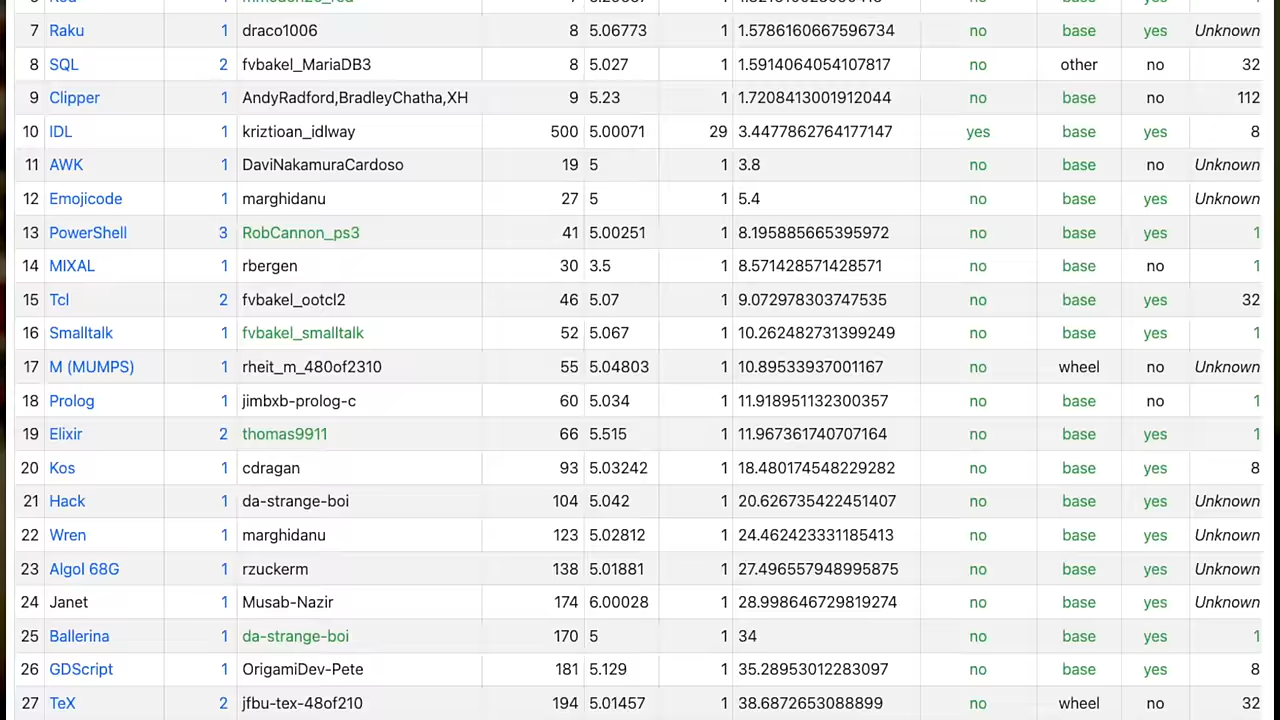 7 Raku 1 draco1006 8 5.06773 1 1.5786160667596734 no base yes Unknown
8 SQL 2 fvbakel_MariaDB3 8 5.027 1 1.5914064054107817 no other no 32
9 Clipper 1 AndyRadford,BradleyChatha,XH 9 5.23 1 1.7208413001912044 no base no 112
10 IDL 1 kriztioan_idlway 500 5.00071 29 3.4477862764177147 yes base yes 8
11 AWK 1 DaviNakamuraCardoso 19 5 1 3.8 no base no Unknown
12 Emojicode 1 marghidanu 27 5 1 5.4 no base yes Unknown
13 PowerShell 3 RobCannon_ps3 41 5.00251 1 8.195885665395972 no base yes 1
14 MIXAL 1 rbergen 30 3.5 1 8.571428571428571 no base no 1
15 Tcl 2 fvbakel_ootcl2 46 5.07 1 9.072978303747535 no base yes 32
16 Smalltalk 1 fvbakel_smalltalk 52 5.067 1 10.262482731399249 no base yes 1
17 M (MUMPS) 1 rheit_m_480of2310 55 5.04803 1 10.89533937001167 no wheel no Unknown
18 Prolog 1 jimbxb-prolog-c 60 5.034 1 11.918951132300357 no base no 1
19 Elixir 2 thomas9911 66 5.515 1 11.967361740707164 no base yes 1
20 Kos 1 cdragan 93 5.03242 1 18.480174548229282 no base yes 8
21 Hack 1 da-strange-boi 104 5.042 1 20.626735422451407 no base yes Unknown
22 Wren 1 marghidanu 123 5.02812 1 24.462423331185413 no base yes Unknown
23 Algol 68G 1 rzuckerm 138 5.01881 1 27.496557948995875 no base yes Unknown
24 Janet 1 Musab-Nazir 174 6.00028 1 28.998646729819274 no base yes Unknown
25 Ballerina 1 da-strange-boi 170 5 1 34 no base yes 1
26 GDScript 1 OrigamiDev-Pete 181 5.129 1 35.28953012283097 no base yes 8
27 TeX 2 jfbu-tex-48of210 194 5.01457 1 38.6872653088899 no wheel no 32